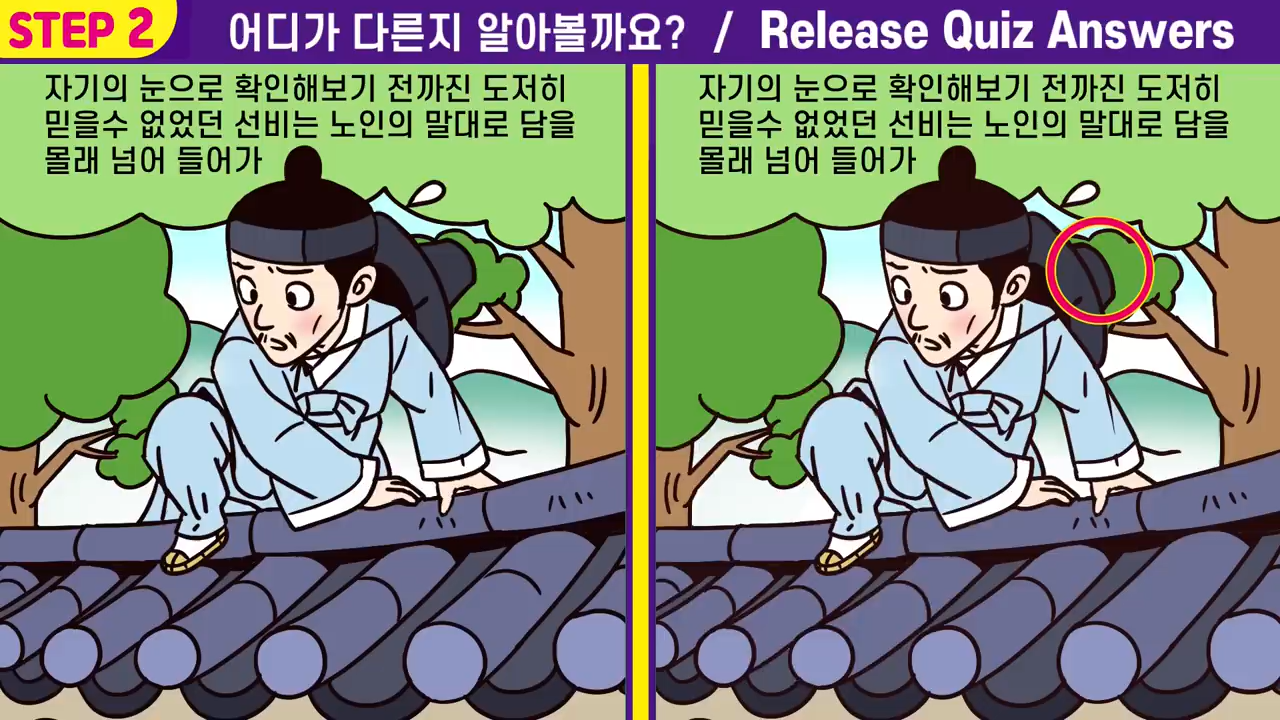 STEP 2
어디가 다른지 알아볼까요? / Release Quiz Answers
자기의 눈으로 확인해보기 전까진 도저히
믿을수 없었던 선비는 노인의 말대로 담을
몰래 넘어 들어가
자기의 눈으로 확인해보기 전까진 도저히
믿을수 없었던 선비는 노인의 말대로 담을
몰래 넘어 들어가